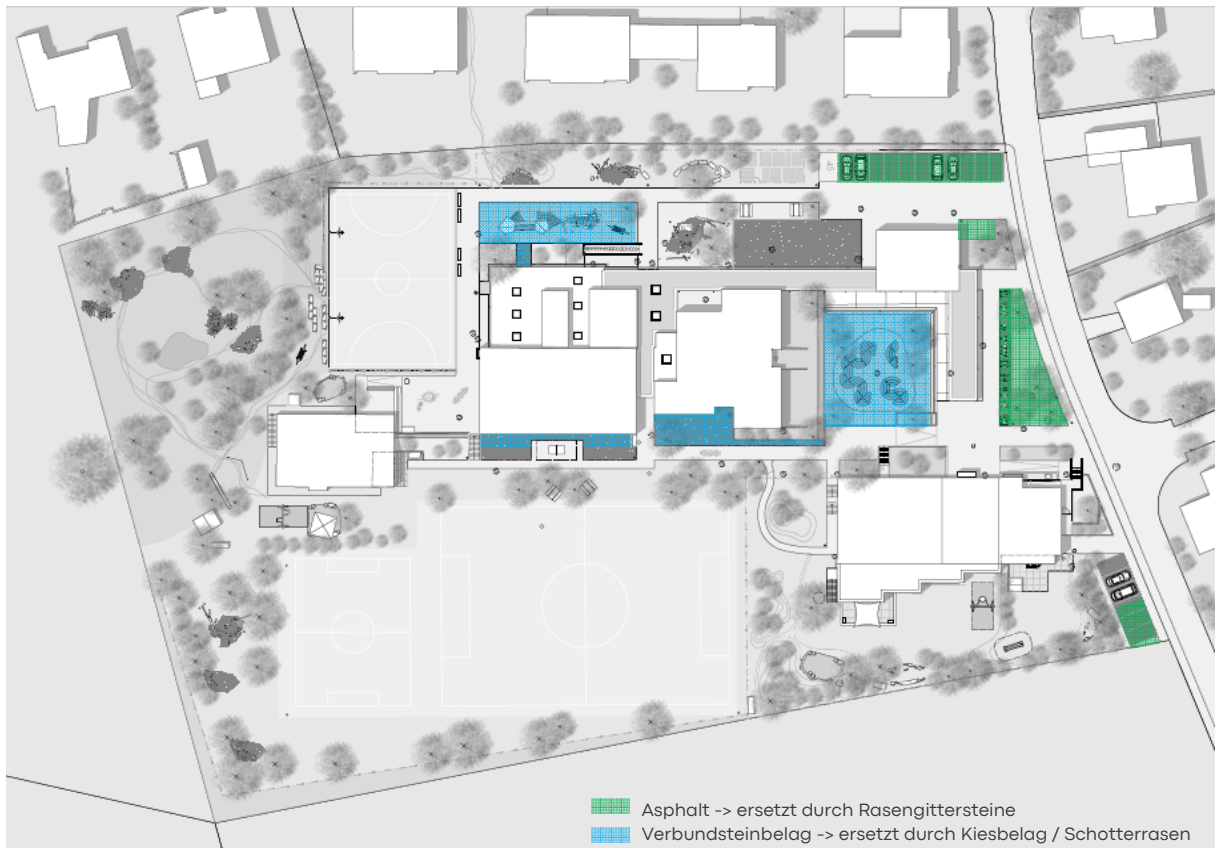 Asphalt -> ersetzt durch Rasengittersteine
Verbundsteinbelag -> ersetzt durch Kiesbelag / Schotterrasen